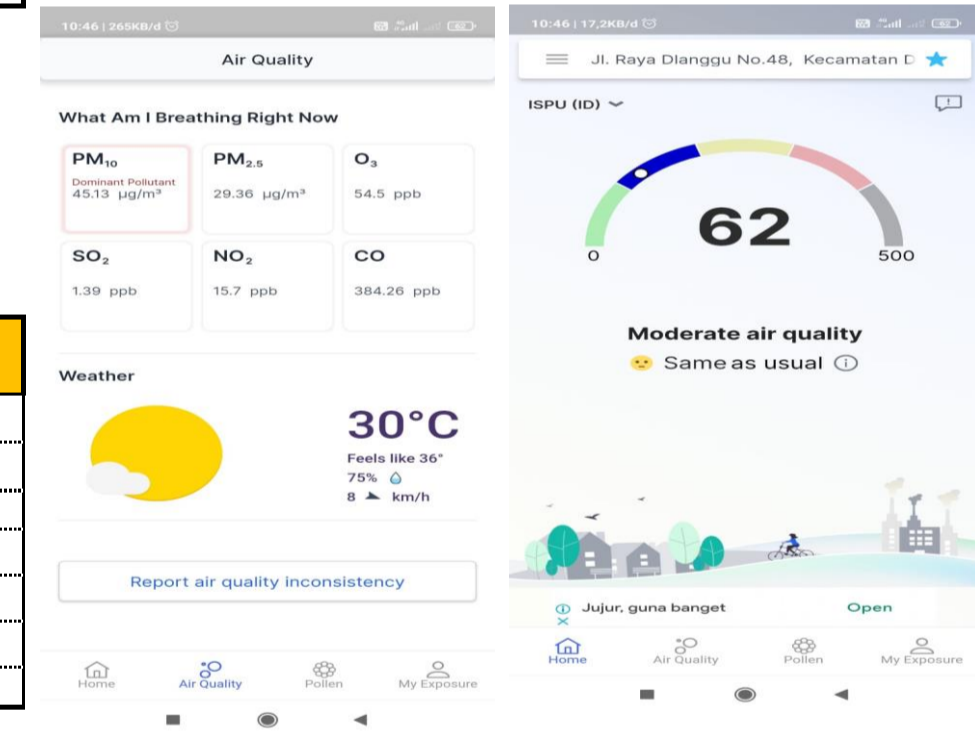 10:46 | 265KB/d
Air Quality
What Am I Breathing Right Now
PM₁₀
Dominant Pollutant
45.13 µg/m³
PM₂.₅
29.36 µg/m³
O₃
54.5 ppb
SO₂
1.39 ppb
NO₂
15.7 ppb
CO
384.26 ppb
Weather
30°C
Feels like 36°
75%
8 km/h
Report air quality inconsistency
Home
Air Quality
Pollen
My Exposure
10:46 | 17,2KB/d
Jl. Raya Dlanggu No.48, Kecamatan D
ISPU (ID)
62
0
500
Moderate air quality
Same as usual
Jujur, guna banget
Open
Home
Air Quality
Pollen
My Exposure